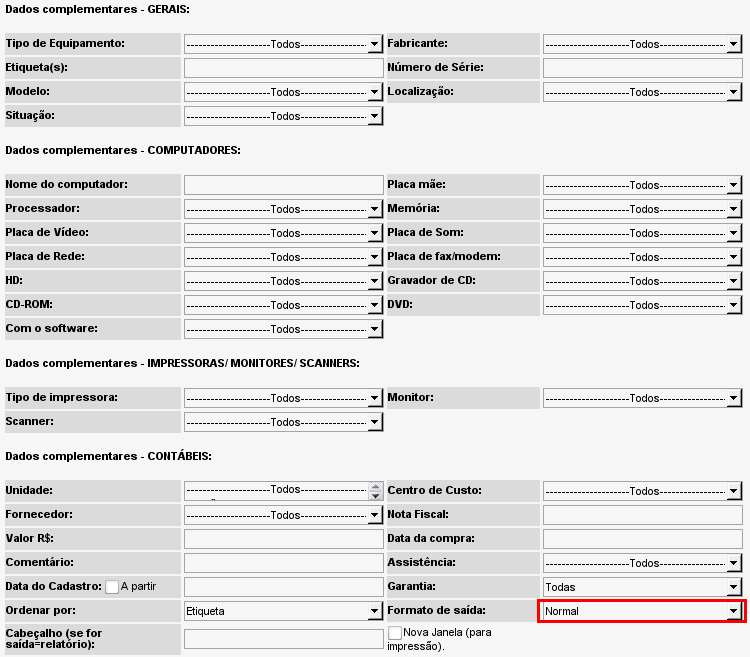 Dados complementares - GERAIS:
Tipo de Equipamento: --------------------Todos---------------- Fabricante: --------------------Todos----------------
Etiqueta(s): Número de Série:
Modelo: --------------------Todos---------------- Localização: --------------------Todos----------------
Situação: --------------------Todos----------------
Dados complementares - COMPUTADORES:
Nome do computador: Placa mãe: --------------------Todos----------------
Processador: --------------------Todos---------------- Memória: --------------------Todos----------------
Placa de Vídeo: --------------------Todos---------------- Placa de Som: --------------------Todos----------------
Placa de Rede: --------------------Todos---------------- Placa de fax/modem: --------------------Todos----------------
HD: --------------------Todos---------------- Gravador de CD: --------------------Todos----------------
CD-ROM: --------------------Todos---------------- DVD: --------------------Todos----------------
Com o software: --------------------Todos----------------
Dados complementares - IMPRESSORAS/ MONITORES/ SCANNERS:
Tipo de impressora: --------------------Todos---------------- Monitor: --------------------Todos----------------
Scanner: --------------------Todos----------------
Dados complementares - CONTÁBEIS:
Unidade: --------------------Todos---------------- Centro de Custo: --------------------Todos----------------
Fornecedor: --------------------Todos---------------- Nota Fiscal:
Valor R$: Data da compra:
Comentário: Assistência: --------------------Todos----------------
Data do Cadastro: A partir Garantia: Todas
Ordenar por: Etiqueta Formato de saída: Normal
Cabeçalho (se for Nova Janela (para
saída=relatório): impressão).